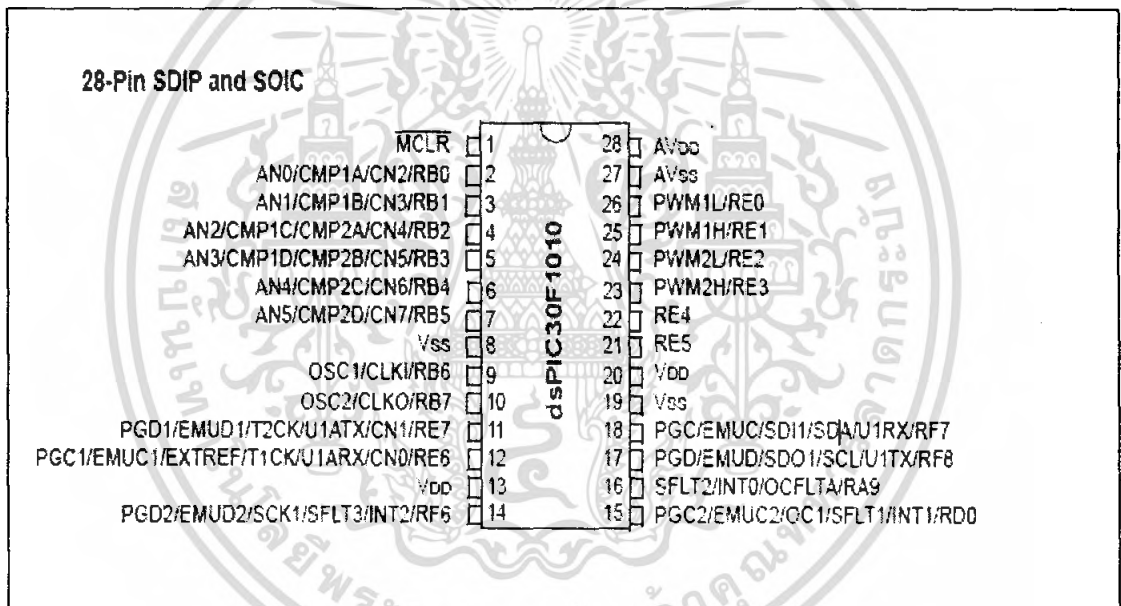 28-Pin SDIP and SOIC
MCLR 1
AN0/CMP1A/CN2/RB0 2
AN1/CMP1B/CN3/RB1 3
AN2/CMP1C/CMP2A/CN4/RB2 4
AN3/CMP1D/CMP2B/CN5/RB3 5
AN4/CMP2C/CN6/RB4 6
AN5/CMP2D/CN7/RB5 7
Vss 8
OSC1/CLKI/RB6 9
OSC2/CLKO/RB7 10
PGD1/EMUD1/T2CK/U1ATX/CN1/RE7 11
PGC1/EMUC1/EXTREF/T1CK/U1ARX/CN0/RE6 12
VDD 13
PGD2/EMUD2/SCK1/SFLT3/INT2/RF6 14
dsPIC30F1010
28 AVDD
27 AVss
26 PWM1L/RE0
25 PWM1H/RE1
24 PWM2L/RE2
23 PWM2H/RE3
22 RE4
21 RE5
20 VDD
19 Vss
18 PGC/EMUC/SDI1/SDA/U1RX/RF7
17 PGD/EMUD/SDO1/SCL/U1TX/RF8
16 SFLT2/INT0/OCFLTA/RA9
15 PGC2/EMUC2/OC1/SFLT1/INT1/RD0